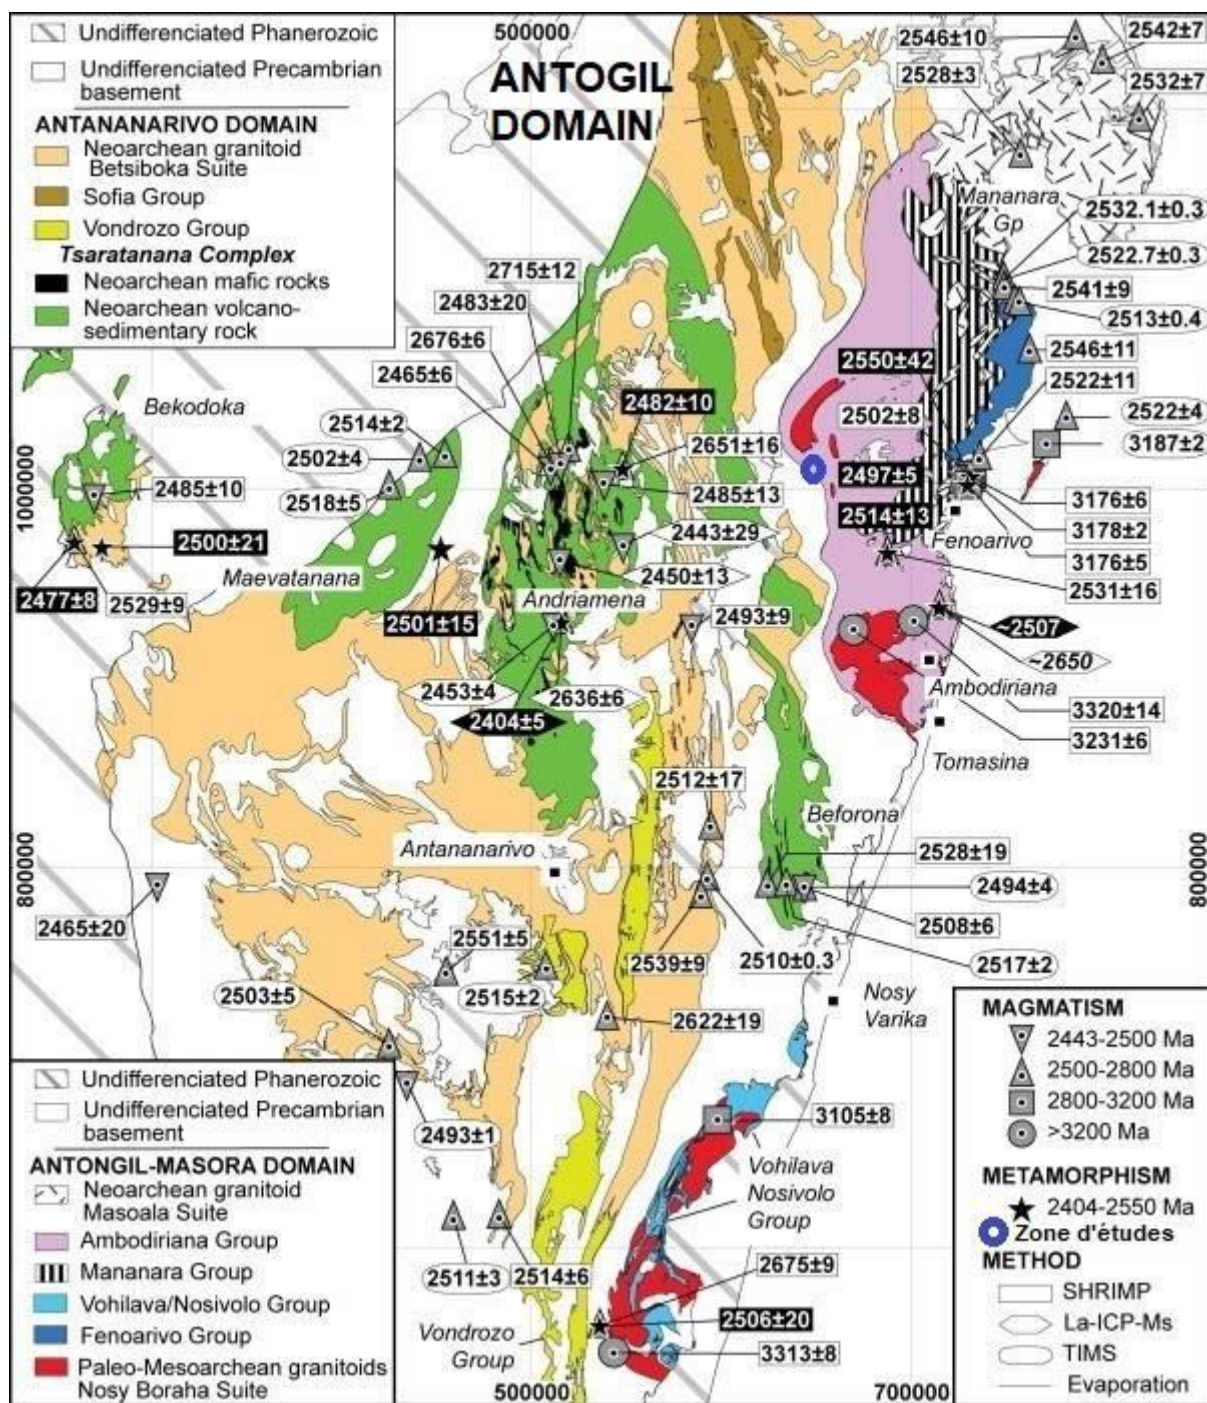 Undifferenciated Phanerozoic
Undifferenciated Precambrian
basement
ANTANANARIVO DOMAIN
Neoarchean granitoid
Betsiboka Suite
Sofia Group
Vondrozo Group
Tsaratanana Complex
Neoarchean mafic rocks
Neoarchean volcano-
sedimentary rock
500000
ANTOGIL
DOMAIN
2546±10
2542±7
2528±3
2532±7
Mananara
Gp
2532.1±0.3
2522.7±0.3
2541±9
2513±0.4
2715±12
2483±20
2676±6
2465±6
2550±42
2546±11
2522±11
Bekodoka
2514±2
2482±10
2502±8
2522±4
2502±4
2651±16
3187±2
2485±10
2518±5
2485±13
2497±5
1000000
1000000
2514±13
3176±6
3178±2
2443±29
Fenoarivo
3176±5
2500±21
Maevatanana
2450±13
2531±16
2477±8
2529±9
2501±15
Andriamena
2493±9
~2507
~2650
2453±4
2636±6
Ambodiriana
3320±14
2404±5
3231±6
Tomasina
2512±17
Beforona
Antananarivo
2528±19
800000
800000
2494±4
2465±20
2508±6
2551±5
2539±9
2510±0.3
2517±2
2503±5
2515±2
Nosy
Varika
2622±19
2493±1
3105±8
Vohilava
Nosivolo
Group
2511±3
2514±6
2675±9
2506±20
Vondrozo
Group
3313±8
500000
700000
Undifferenciated Phanerozoic
Undifferenciated Precambrian
basement
ANTONGIL-MASORA DOMAIN
Neoarchean granitoid
Masoala Suite
Ambodiriana Group
Mananara Group
Vohilava/Nosivolo Group
Fenoarivo Group
Paleo-Mesoarchean granitoids
Nosy Boraha Suite
MAGMATISM
2443-2500 Ma
2500-2800 Ma
2800-3200 Ma
>3200 Ma
METAMORPHISM
2404-2550 Ma
Zone d'études
METHOD
SHRIMP
La-ICP-Ms
TIMS
Evaporation